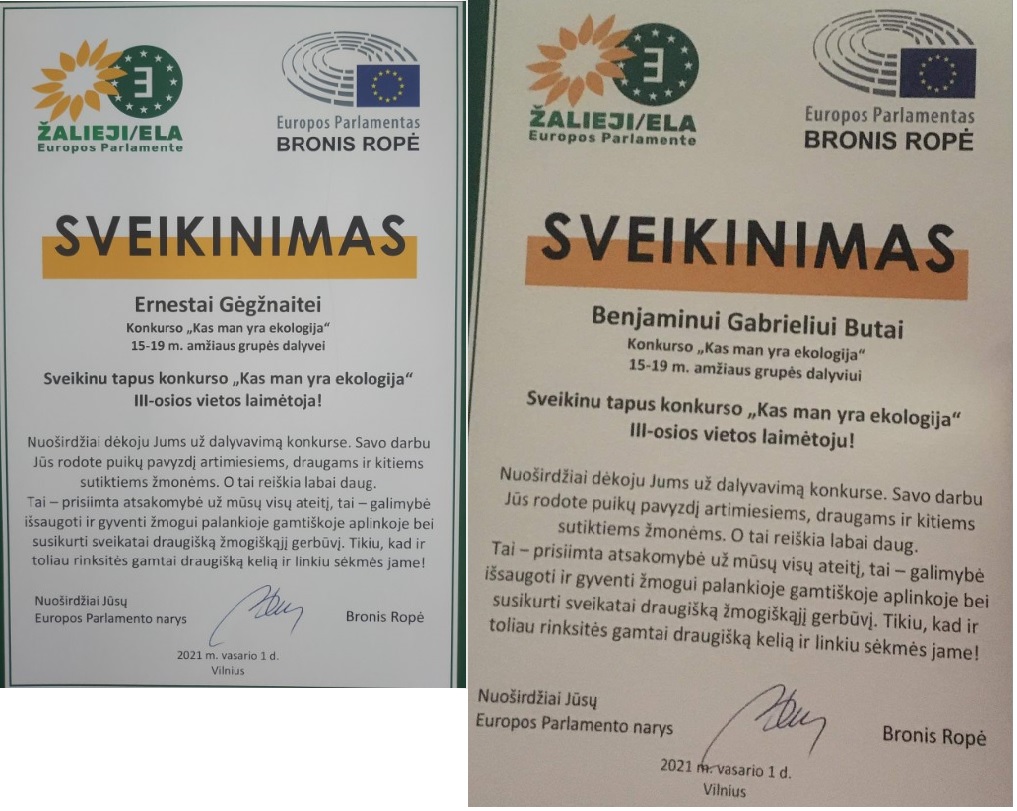 ŽALIEJI/ELA
Europos Parlamente
Europos Parlamentas
BRONIS ROPĖ
SVEIKINIMAS
Ernestai Gėgžnaitei
Konkurso „Kas man yra ekologija“
15-19 m. amžiaus grupės dalyvei
Sveikinu tapus konkurso „Kas man yra ekologija“
III-osios vietos laimėtoja!
Nuoširdžiai dėkoju Jums už dalyvavimą konkurse. Savo darbu
Jūs rodote puikų pavyzdį artimiesiems, draugams ir kitiems
sutiktiems žmonėms. O tai reiškia labai daug.
Tai – prisiimta atsakomybė už mūsų visų ateitį, tai – galimybė
išsaugoti ir gyventi žmogui palankioje gamtiškoje aplinkoje bei
susikurti sveikatai draugišką žmogiškąjį gerbūvį. Tikiu, kad ir
toliau rinksitės gamtai draugišką kelią ir linkiu sėkmės jame!
Nuoširdžiai Jūsų
Europos Parlamento narys
Bronis Ropė
2021 m. vasario 1 d.
Vilnius
ŽALIEJI/ELA
Europos Parlamente
Europos Parlamentas
BRONIS ROPĖ
SVEIKINIMAS
Benjaminui Gabrieliui Butai
Konkurso „Kas man yra ekologija“
15-19 m. amžiaus grupės dalyviui
Sveikinu tapus konkurso „Kas man yra ekologija“
III-osios vietos laimėtoju!
Nuoširdžiai dėkoju Jums už dalyvavimą konkurse. Savo darbu
Jūs rodote puikų pavyzdį artimiesiems, draugams ir kitiems
sutiktiems žmonėms. O tai reiškia labai daug.
Tai – prisiimta atsakomybė už mūsų visų ateitį, tai – galimybė
išsaugoti ir gyventi žmogui palankioje gamtiškoje aplinkoje bei
susikurti sveikatai draugišką žmogiškąjį gerbūvį. Tikiu, kad ir
toliau rinksitės gamtai draugišką kelią ir linkiu sėkmės jame!
Nuoširdžiai Jūsų
Europos Parlamento narys
Bronis Ropė
2021 m. vasario 1 d.
Vilnius